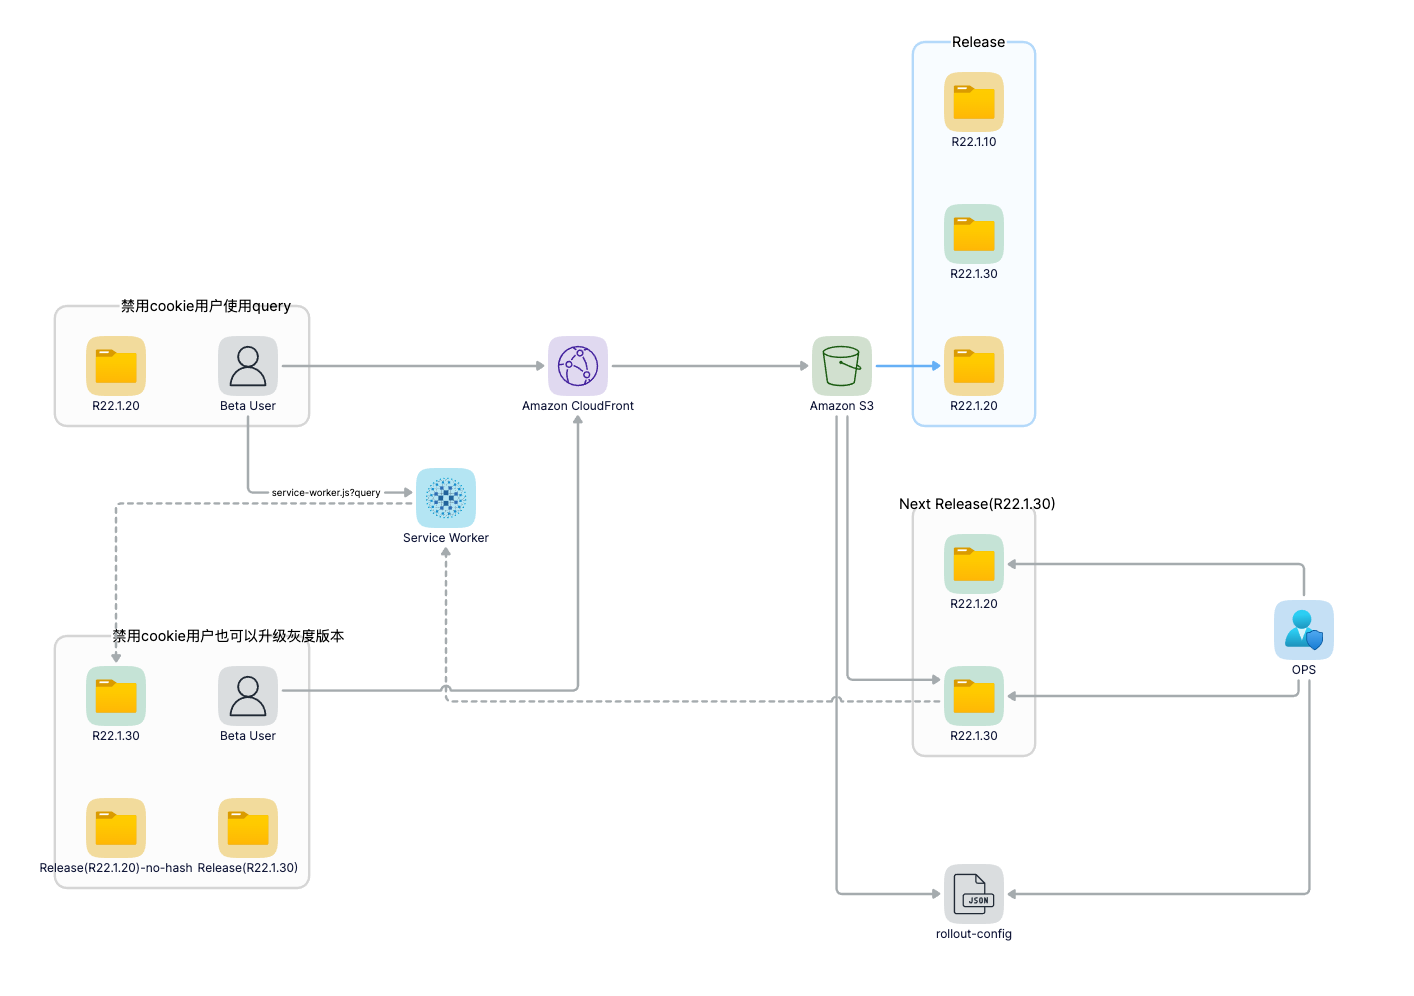 Release
R22.1.10
R22.1.30
禁用cookie用户使用query
R22.1.20
Beta User
Amazon CloudFront
Amazon S3
R22.1.20
service-worker.js?query
Service Worker
Next Release(R22.1.30)
R22.1.20
OPS
禁用cookie用户也可以升级灰度版本
R22.1.30
Beta User
R22.1.30
Release(R22.1.20)-no-hash
Release(R22.1.30)
JSON
rollout-config